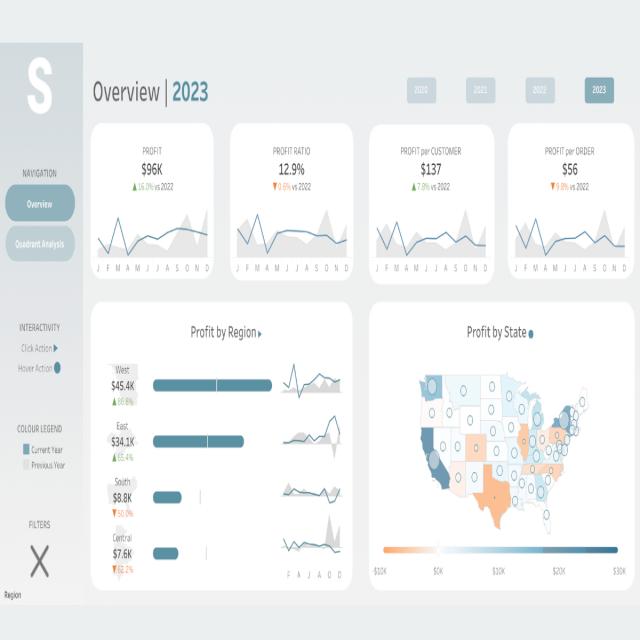 S
Overview | 2023
2020 2021 2022 2023
NAVIGATION
Overview
Quadrant Analysis
INTERACTIVITY
Click Action
Hover Action
COLOUR LEGEND
Current Year
Previous Year
FILTERS
Region
PROFIT
$96K
▲16.0% vs 2022
J F M A M J J A S O N D
PROFIT RATIO
12.9%
▼0.6% vs 2022
J F M A M J J A S O N D
PROFIT per CUSTOMER
$137
▲7.8% vs 2022
J F M A M J J A S O N D
PROFIT per ORDER
$56
▼9.8% vs 2022
J F M A M J J A S O N D
Profit by Region
West
$45.4K
East
$34.1K
▲65.4%
South
$8.8K
▼50.0%
Central
$7.6K
▼62.2%
F A J A O D
Profit by State
-$10K $0K $10K $20K $30K